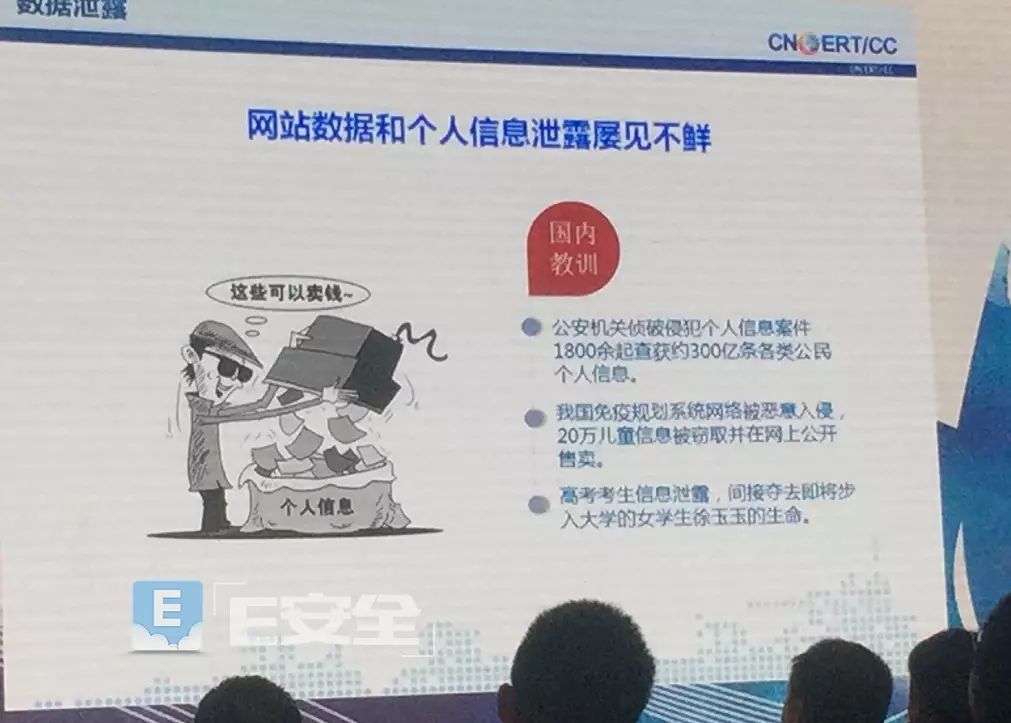 数据泄露
CNCERT/CC
网站数据和个人信息泄露屡见不鲜
国内
教训
这些可以卖钱~
公安机关侦破侵犯个人信息案件
1800余起查获约300亿条各类公民
个人信息。
我国免疫规划系统网络被恶意入侵，
20万儿童信息被窃取并在网上公开
售卖。
高考考生信息泄露，间接夺去即将步
入大学的女学生徐玉玉的生命。
个人信息
E
E安全